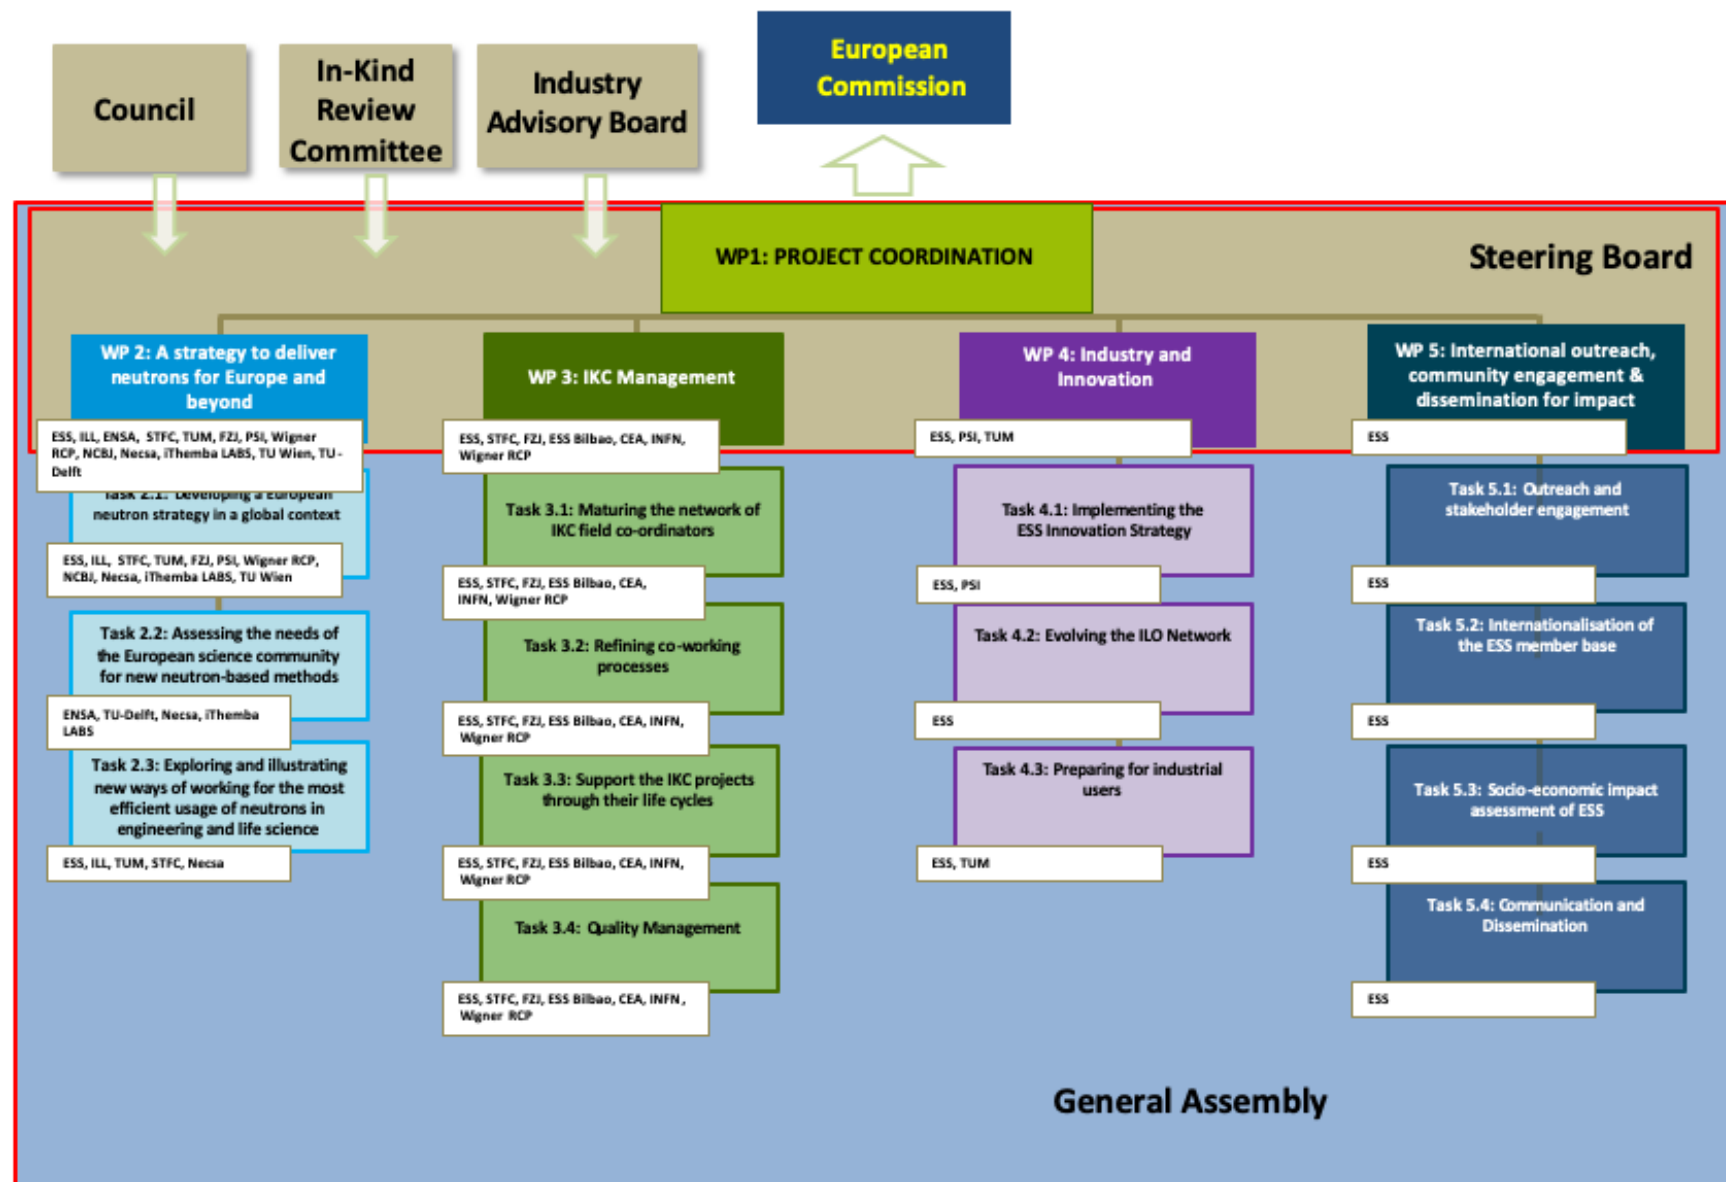 Council
In-Kind
Review
Committee
Industry
Advisory Board
European
Commission
WP1: PROJECT COORDINATION
Steering Board
WP 2: A strategy to deliver
neutrons for Europe and
beyond
ESS, ILL, ENSA, STFC, TUM, FZJ, PSI, Wigner
RCP, NCBJ, Necsa, iThemba LABS, TU Wien, TU-
Delft
Task 2.1: Developing a European
neutron strategy in a global context
ESS, ILL, STFC, TUM, FZJ, PSI, Wigner RCP,
NCBJ, Necsa, iThemba LABS, TU Wien
Task 2.2: Assessing the needs of
the European science community
for new neutron-based methods
ENSA, TU-Delft, Necsa, iThemba
LABS
Task 2.3: Exploring and illustrating
new ways of working for the most
efficient usage of neutrons in
engineering and life science
ESS, ILL, TUM, STFC, Necsa
WP 3: IKC Management
ESS, STFC, FZJ, ESS Bilbao, CEA, INFN,
Wigner RCP
Task 3.1: Maturing the network of
IKC field co-ordinators
ESS, STFC, FZJ, ESS Bilbao, CEA,
INFN, Wigner RCP
Task 3.2: Refining co-working
processes
ESS, STFC, FZJ, ESS Bilbao, CEA, INFN,
Wigner RCP
Task 3.3: Support the IKC projects
through their life cycles
ESS, STFC, FZJ, ESS Bilbao, CEA, INFN,
Wigner RCP
Task 3.4: Quality Management
ESS, STFC, FZJ, ESS Bilbao, CEA, INFN,
Wigner RCP
WP 4: Industry and
Innovation
ESS, PSI, TUM
Task 4.1: Implementing the
ESS Innovation Strategy
ESS, PSI
Task 4.2: Evolving the ILO Network
ESS
Task 4.3: Preparing for industrial
users
ESS, TUM
WP 5: International outreach,
community engagement &
dissemination for impact
ESS
Task 5.1: Outreach and
stakeholder engagement
ESS
Task 5.2: Internationalisation of
the ESS member base
ESS
Task 5.3: Socio-economic impact
assessment of ESS
ESS
Task 5.4: Communication and
Dissemination
ESS
General Assembly